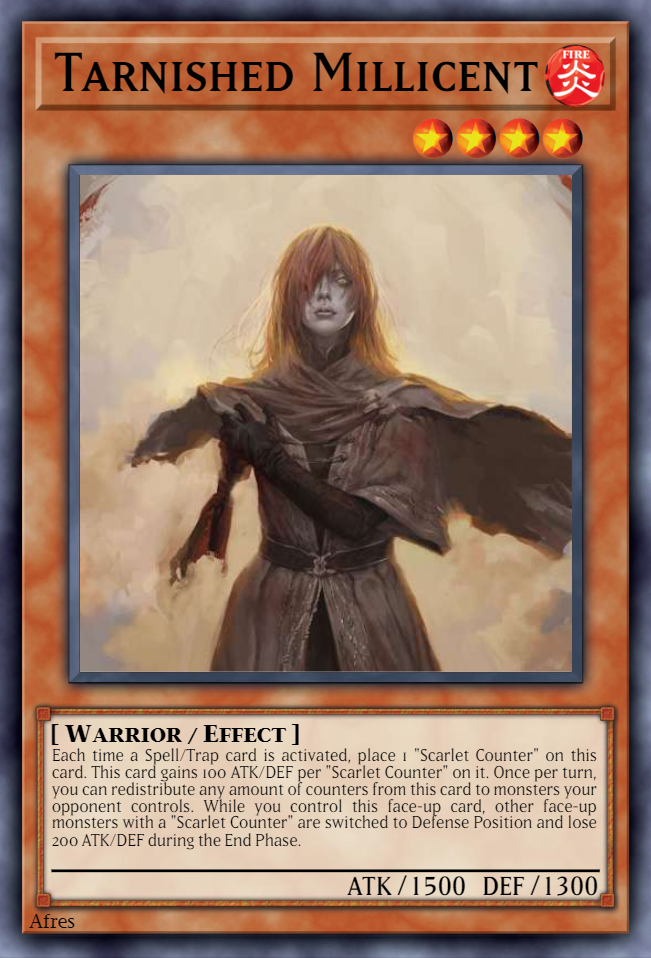 Tarnished Millicent
FIRE
炎
[ Warrior / Effect ]
Each time a Spell/Trap card is activated, place 1 "Scarlet Counter" on this
card. This card gains 100 ATK/DEF per "Scarlet Counter" on it. Once per turn,
you can redistribute any amount of counters from this card to monsters your
opponent controls. While you control this face-up card, other face-up
monsters with a "Scarlet Counter" are switched to Defense Position and lose
200 ATK/DEF during the End Phase.
ATK / 1500 DEF / 1300
Afres